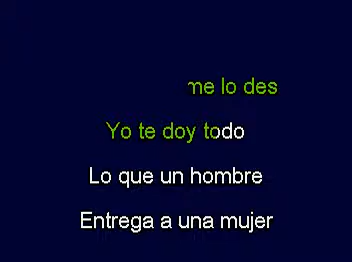 me lo des
Yo te doy todo
Lo que un hombre
Entrega a una mujer